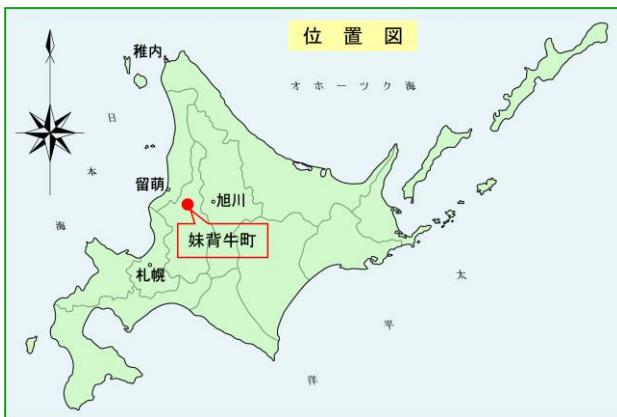 位置図
稚内
オホーツク海
日本海
留萌
旭川
妹背牛町
札幌
太平洋